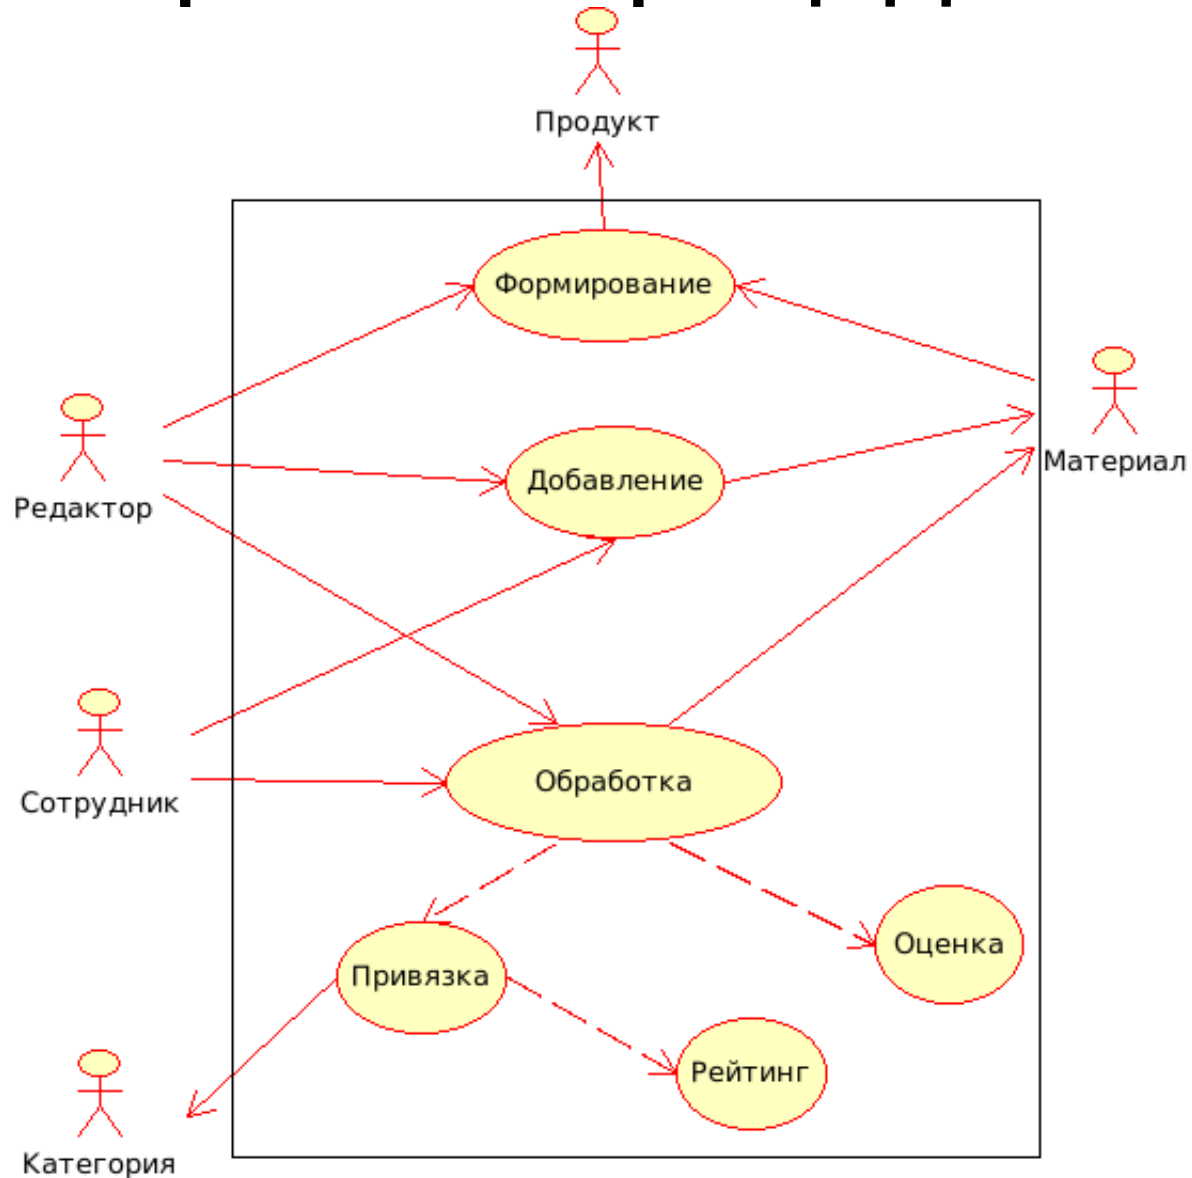 Продукт
Формирование
Материал
Добавление
Редактор
Обработка
Сотрудник
Оценка
Привязка
Рейтинг
Категория